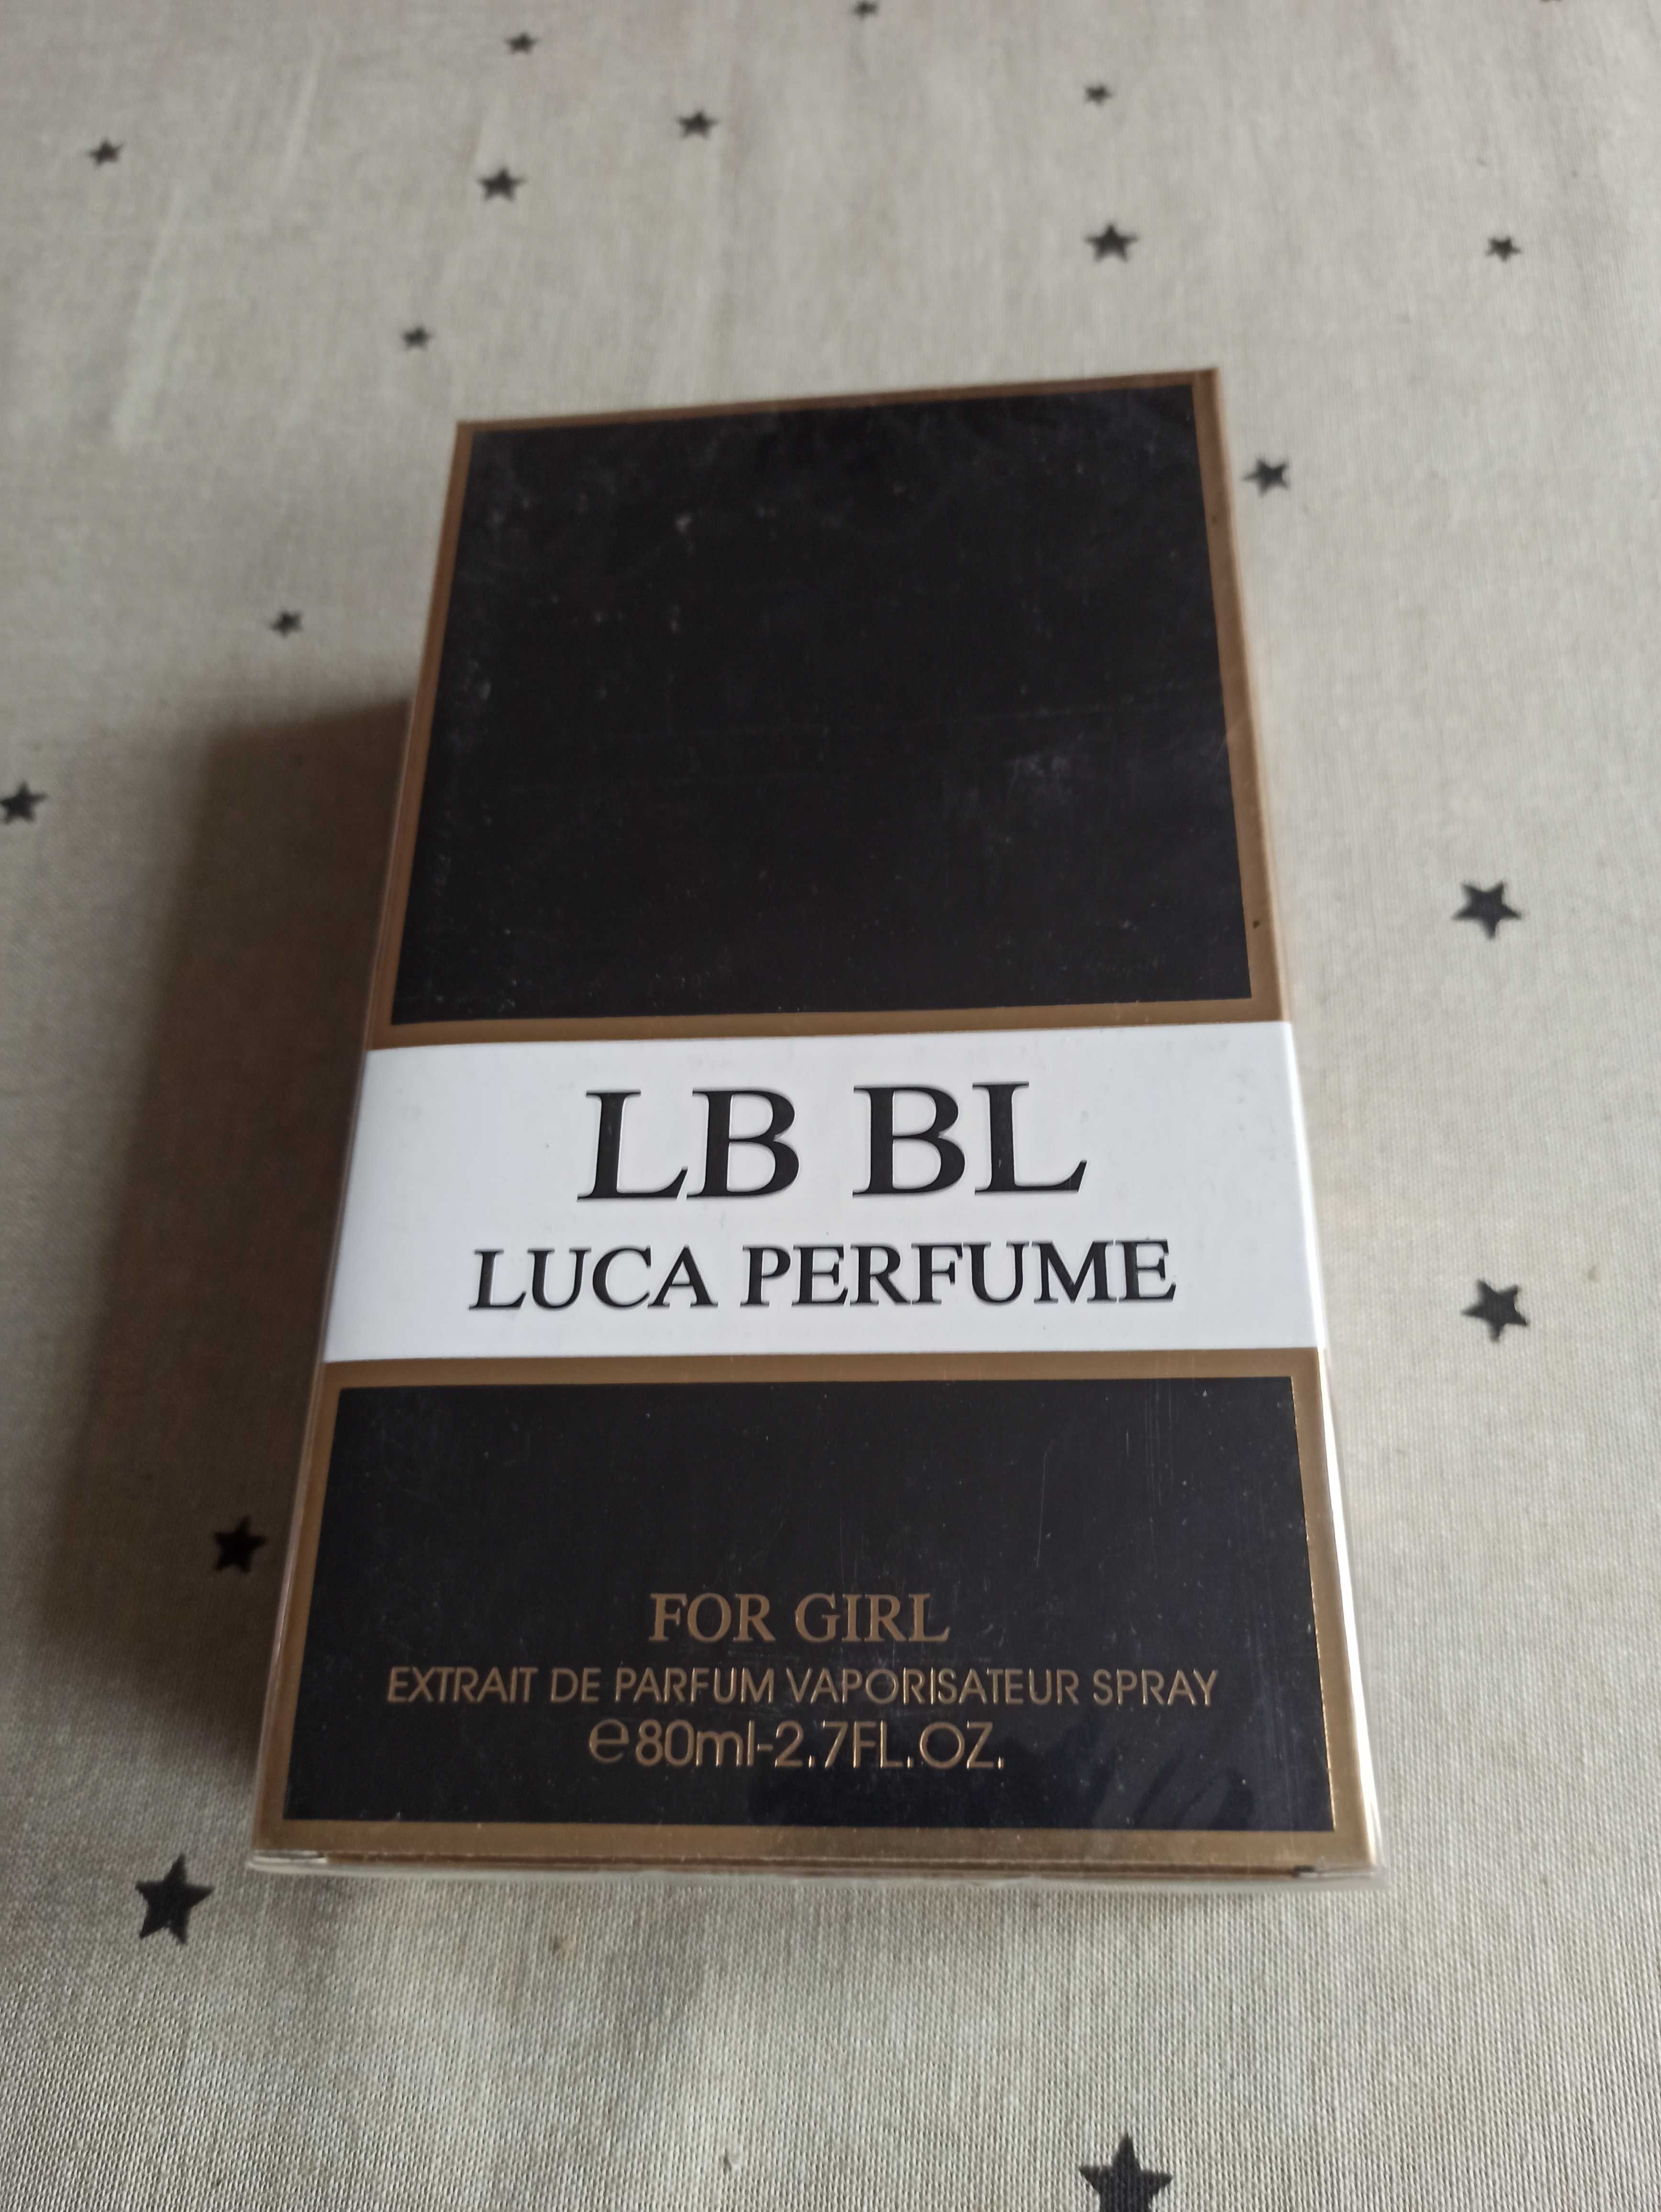 LB BL
LUCA PERFUME
FOR GIRL
EXTRAIT DE PARFUM VAPORISATEUR SPRAY
℮80ml-2.7FL.OZ.